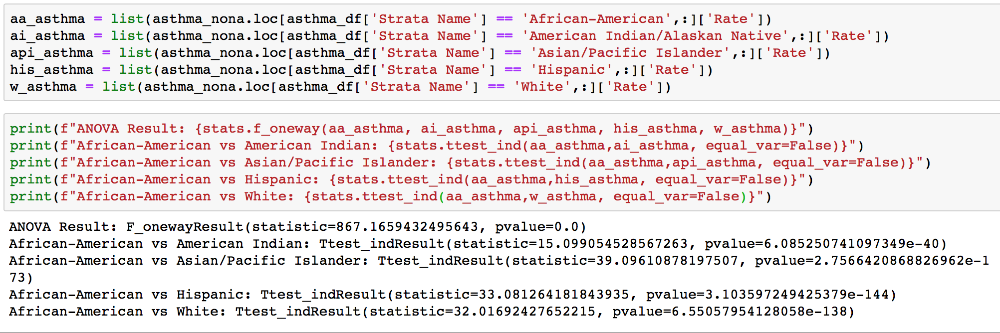 aa_asthma = list(asthma_nona.loc[asthma_df['Strata Name'] == 'African-American',:]['Rate'])
ai_asthma = list(asthma_nona.loc[asthma_df['Strata Name'] == 'American Indian/Alaskan Native',:]['Rate'])
api_asthma = list(asthma_nona.loc[asthma_df['Strata Name'] == 'Asian/Pacific Islander',:]['Rate'])
his_asthma = list(asthma_nona.loc[asthma_df['Strata Name'] == 'Hispanic',:]['Rate'])
w_asthma = list(asthma_nona.loc[asthma_df['Strata Name'] == 'White',:]['Rate'])
print(f"ANOVA Result: {stats.f_oneway(aa_asthma, ai_asthma, api_asthma, his_asthma, w_asthma)}")
print(f"African-American vs American Indian: {stats.ttest_ind(aa_asthma,ai_asthma, equal_var=False)}")
print(f"African-American vs Asian/Pacific Islander: {stats.ttest_ind(aa_asthma,api_asthma, equal_var=False)}")
print(f"African-American vs Hispanic: {stats.ttest_ind(aa_asthma,his_asthma, equal_var=False)}")
print(f"African-American vs White: {stats.ttest_ind(aa_asthma,w_asthma, equal_var=False)}")
ANOVA Result: F_onewayResult(statistic=867.1659432495643, pvalue=0.0)
African-American vs American Indian: Ttest_indResult(statistic=15.099054528567263, pvalue=6.085250741097349e-40)
African-American vs Asian/Pacific Islander: Ttest_indResult(statistic=39.09610878197507, pvalue=2.7566420868826962e-1
73)
African-American vs Hispanic: Ttest_indResult(statistic=33.081264181843935, pvalue=3.103597249425379e-144)
African-American vs White: Ttest_indResult(statistic=32.01692427652215, pvalue=6.55057954128058e-138)